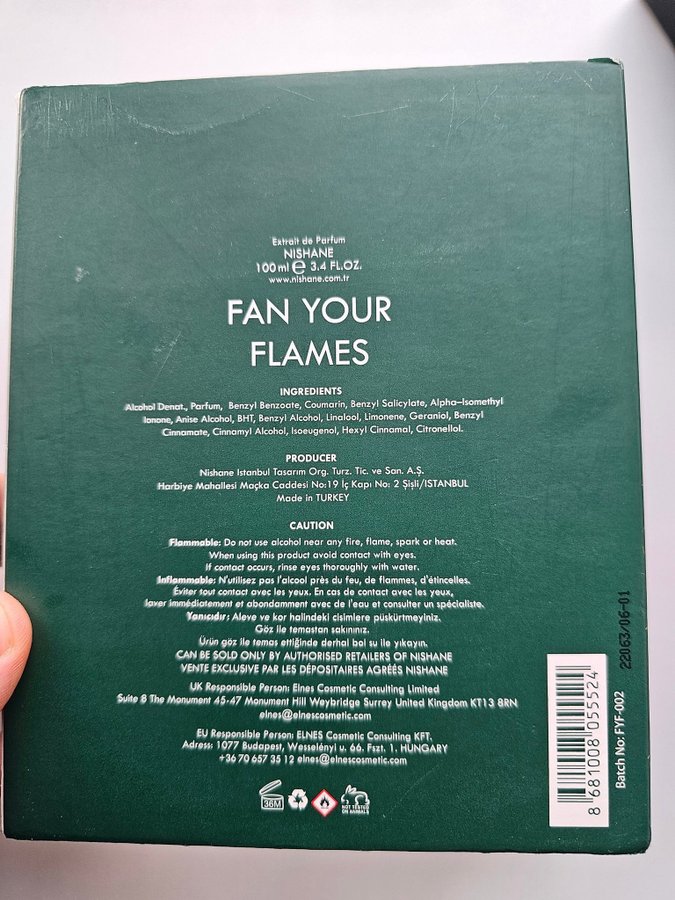 Extrait de Parfum
NISHANE
100 ml e 3.4 FL.OZ.
www.nishane.com.tr
FAN YOUR
FLAMES
INGREDIENTS
Alcohol Denat., Parfum, Benzyl Benzoate, Coumarin, Benzyl Salicylate, Alpha-Isomethyl
Ionone, Anise Alcohol, BHT, Benzyl Alcohol, Linalool, Limonene, Geraniol, Benzyl
Cinnamate, Cinnamyl Alcohol, Isoeugenol, Hexyl Cinnamal, Citronellol.
PRODUCER
Nishane Istanbul Tasarım Org. Turz. Tic. ve San. A.Ş.
Harbiye Mahallesi Maçka Caddesi No:19 İç Kapı No: 2 Şişli/ISTANBUL
Made in TURKEY
CAUTION
Flammable: Do not use alcohol near any fire, flame, spark or heat.
When using this product avoid contact with eyes.
If contact occurs, rinse eyes thoroughly with water.
Inflammable: N'utilisez pas l'alcool près du feu, de flammes, d'étincelles.
Éviter tout contact avec les yeux. En cas de contact avec les yeux,
laver immédiatement et abondamment avec de l'eau et consulter un spécialiste.
Yanıcıdır: Aleve ve kor halindeki cisimlere püskürtmeyiniz.
Göz ile temastan sakınınız.
Ürün göz ile temas ettiğinde derhal bol su ile yıkayın.
CAN BE SOLD ONLY BY AUTHORISED RETAILERS OF NISHANE
VENTE EXCLUSIVE PAR LES DÉPOSITAIRES AGRÉÉS NISHANE
UK Responsible Person: Elnes Cosmetic Consulting Limited
Suite 8 The Monument 45-47 Monument Hill Weybridge Surrey United Kingdom KT13 8RN
elnes@elnescosmetic.com
EU Responsible Person: ELNES Cosmetic Consulting KFT.
Adress: 1077 Budapest, Wesselényi u. 66. Fszt. 1. HUNGARY
+36 70 657 35 12 elnes@elnescosmetic.com
36M
NOT TESTED
ON ANIMALS
8 681008 055524
Batch No: FYF-002
22063/06-01